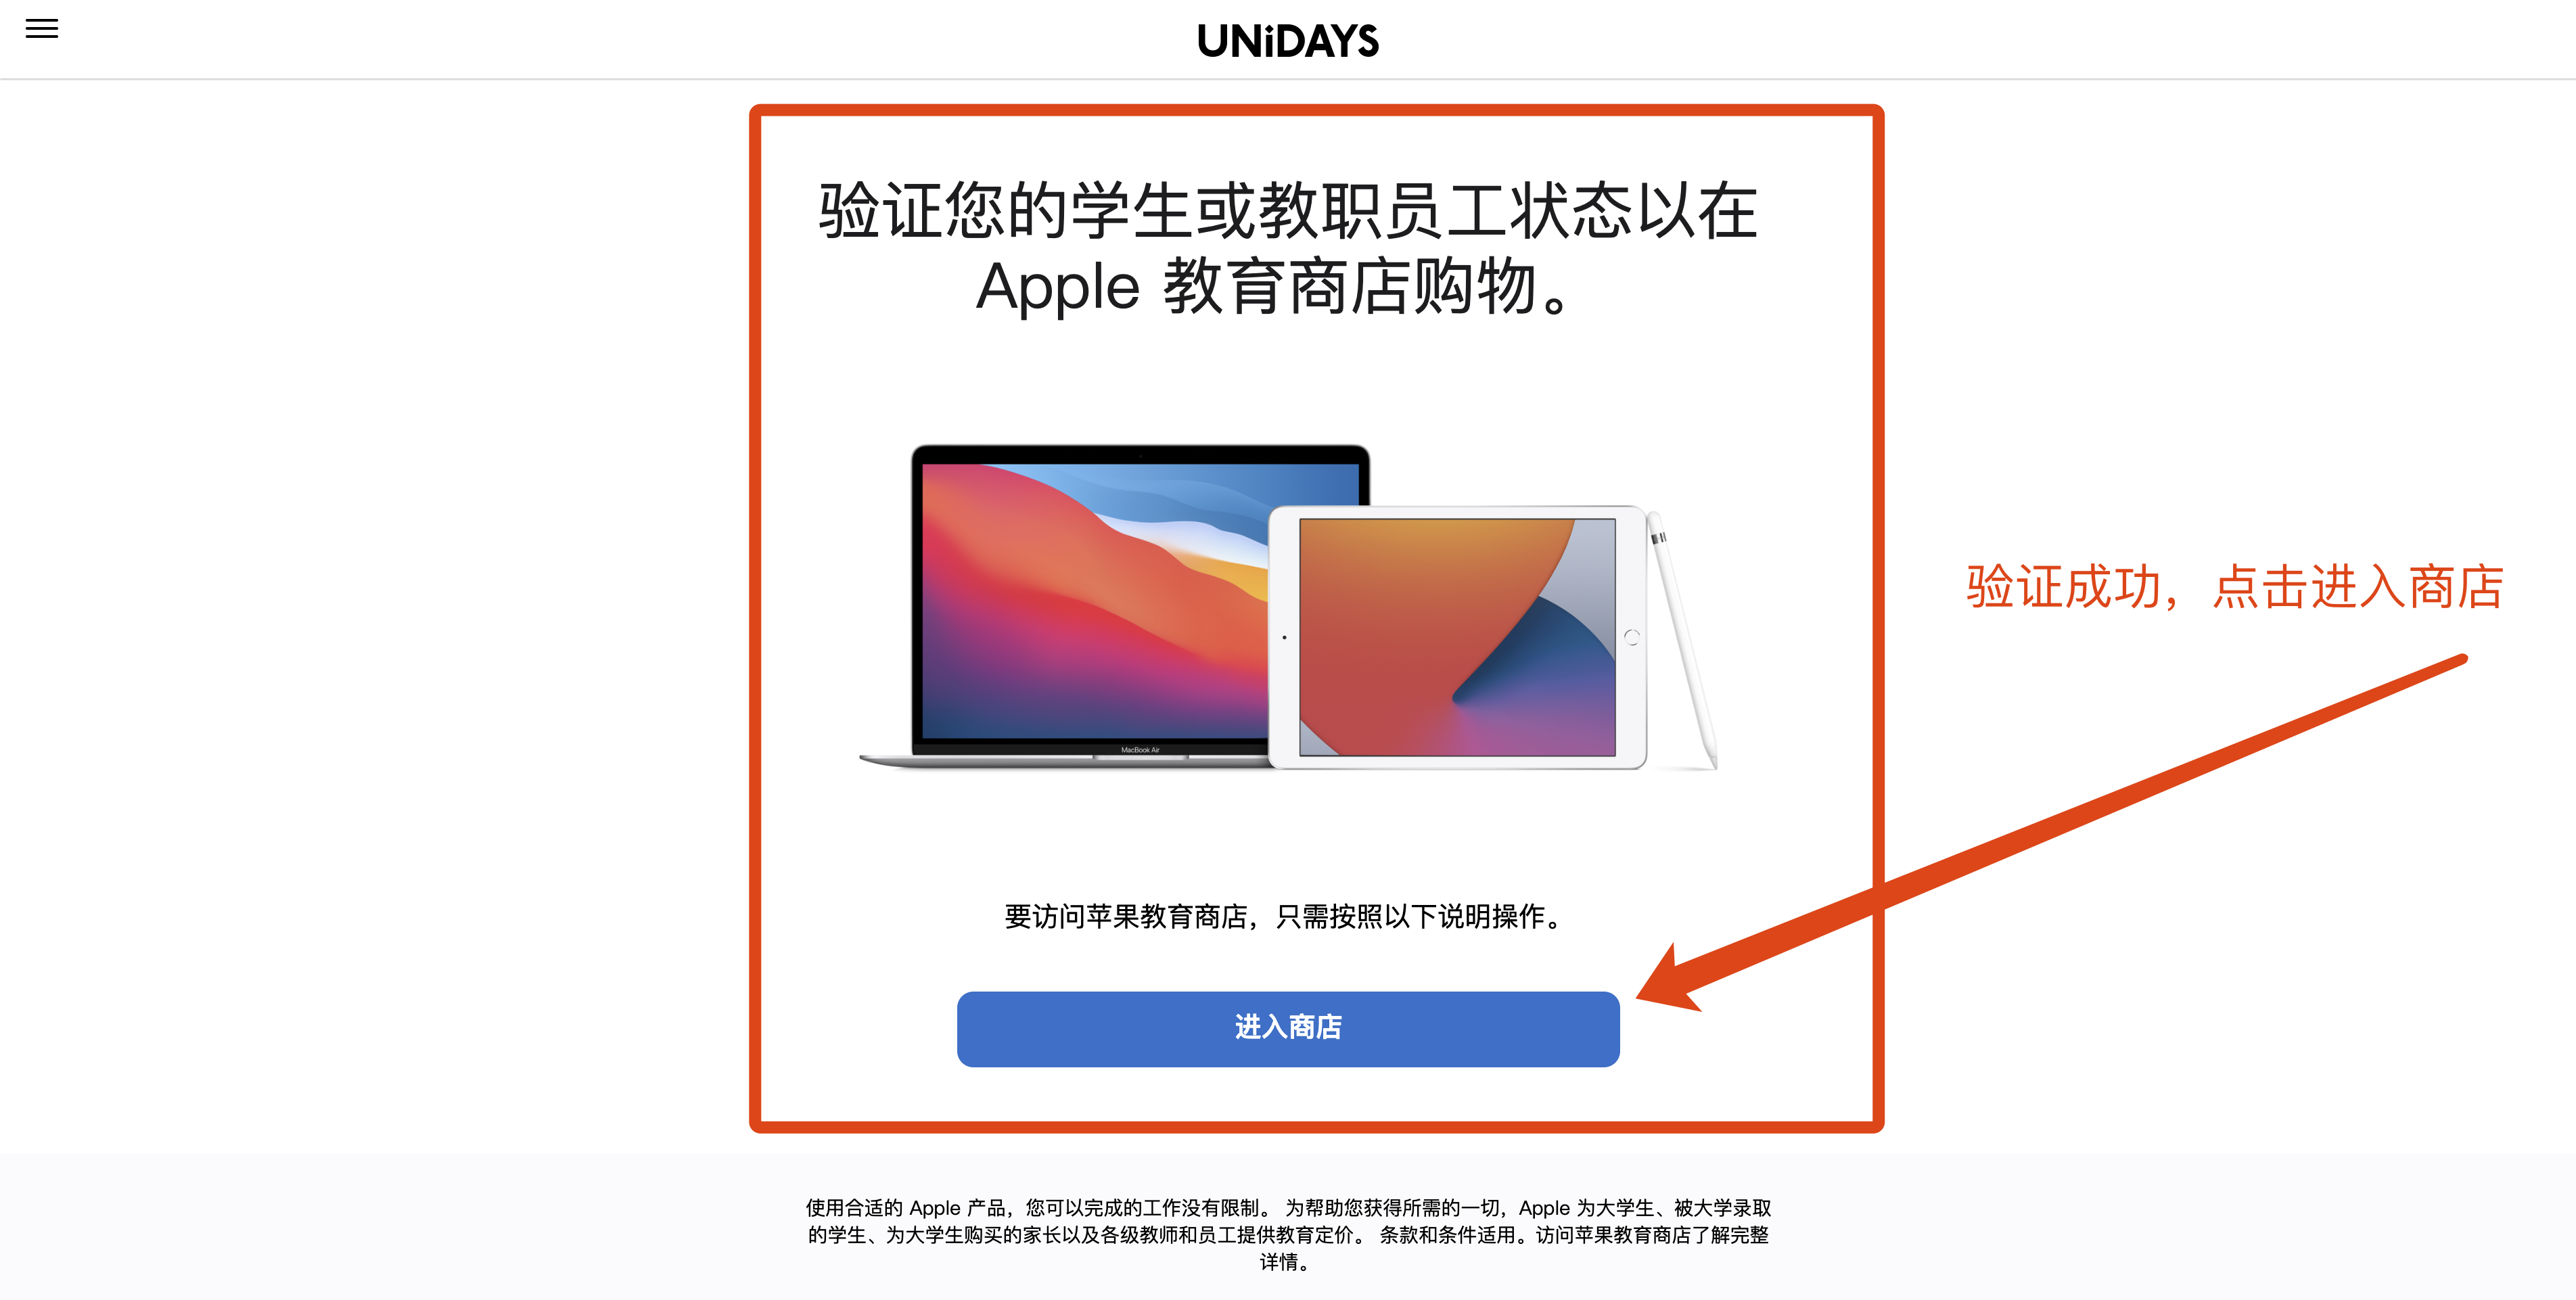 UNiDAYS
验证您的学生或教职员工状态以在
Apple 教育商店购物。
MacBook Air
验证成功，点击进入商店
要访问苹果教育商店，只需按照以下说明操作。
进入商店
使用合适的 Apple 产品，您可以完成的工作没有限制。 为帮助您获得所需的一切，Apple 为大学生、被大学录取
的学生、为大学生购买的家长以及各级教师和员工提供教育定价。 条款和条件适用。访问苹果教育商店了解完整
详情。